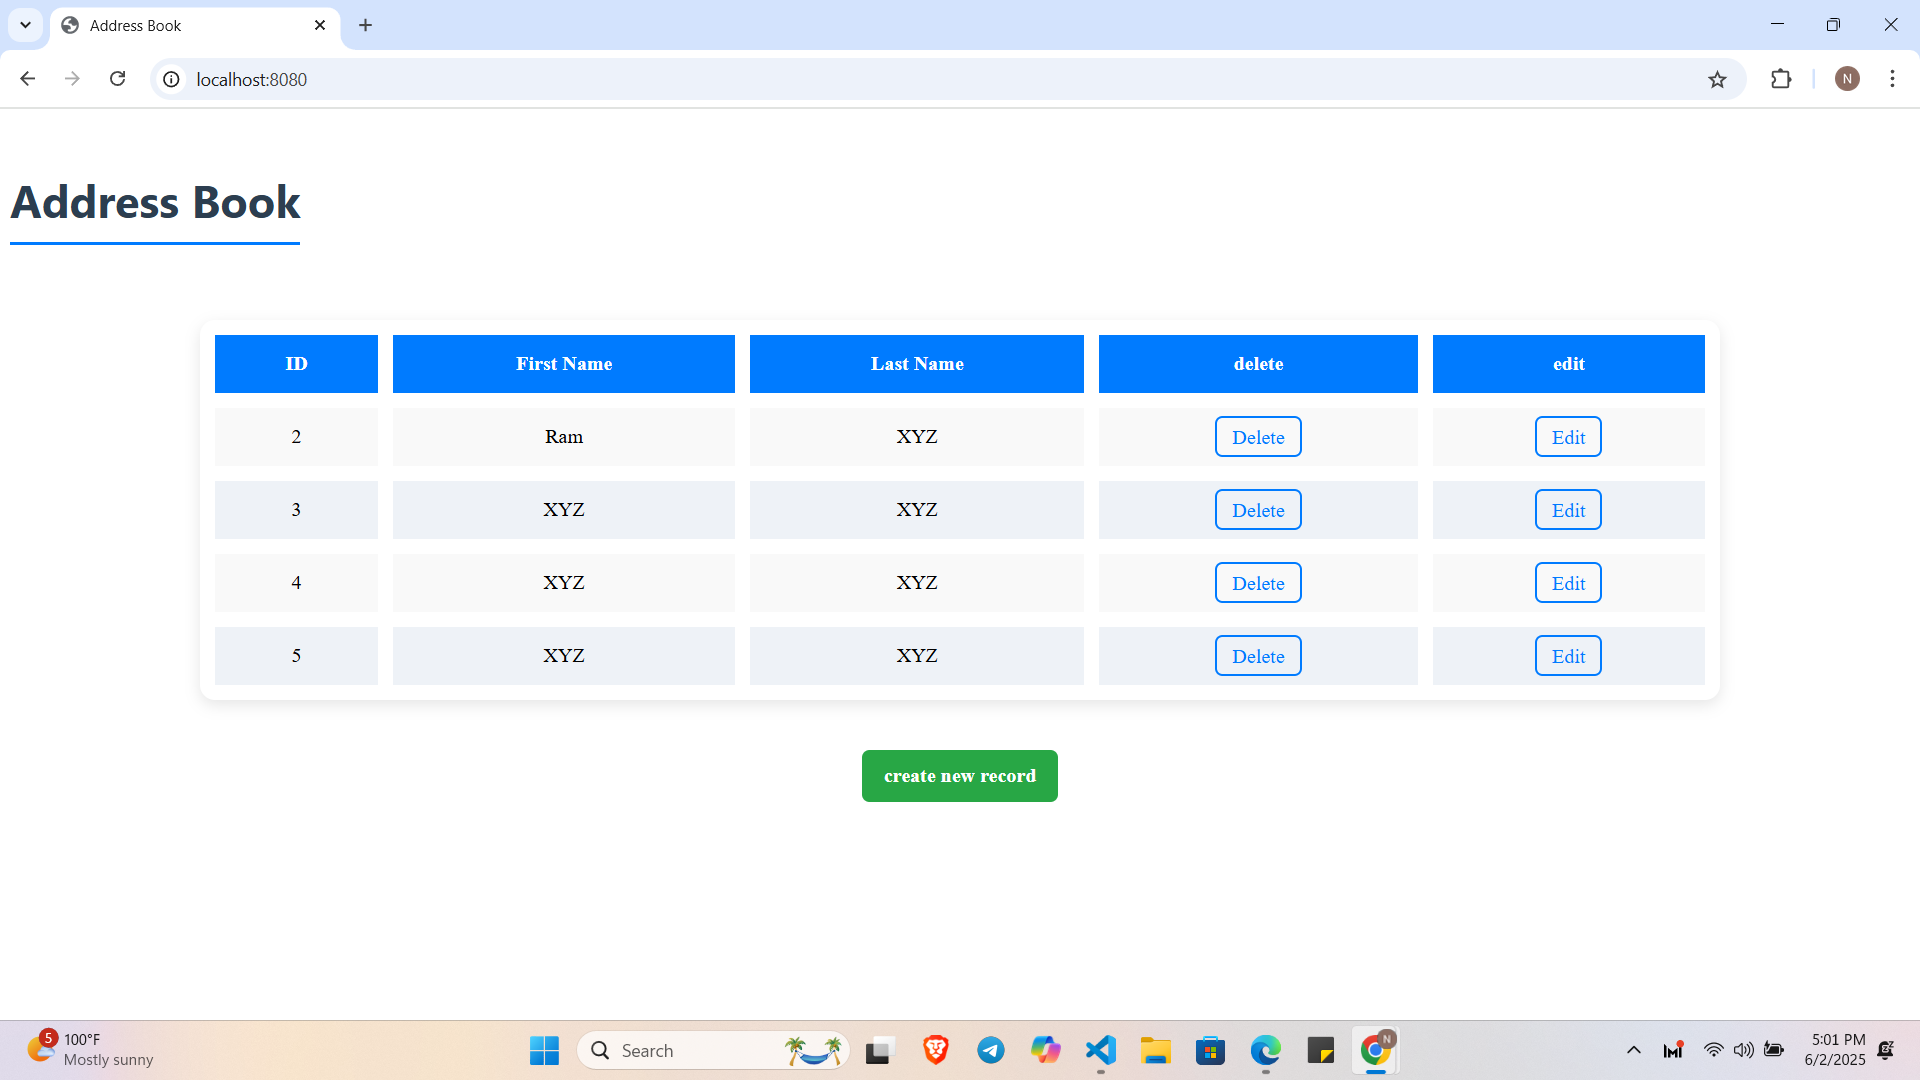 Address Book
localhost:8080
N
Address Book
ID First Name Last Name delete edit
2 Ram XYZ Delete Edit
3 XYZ XYZ Delete Edit
4 XYZ XYZ Delete Edit
5 XYZ XYZ Delete Edit
create new record
5
100°F
Mostly sunny
Search
N
5:01 PM
6/2/2025